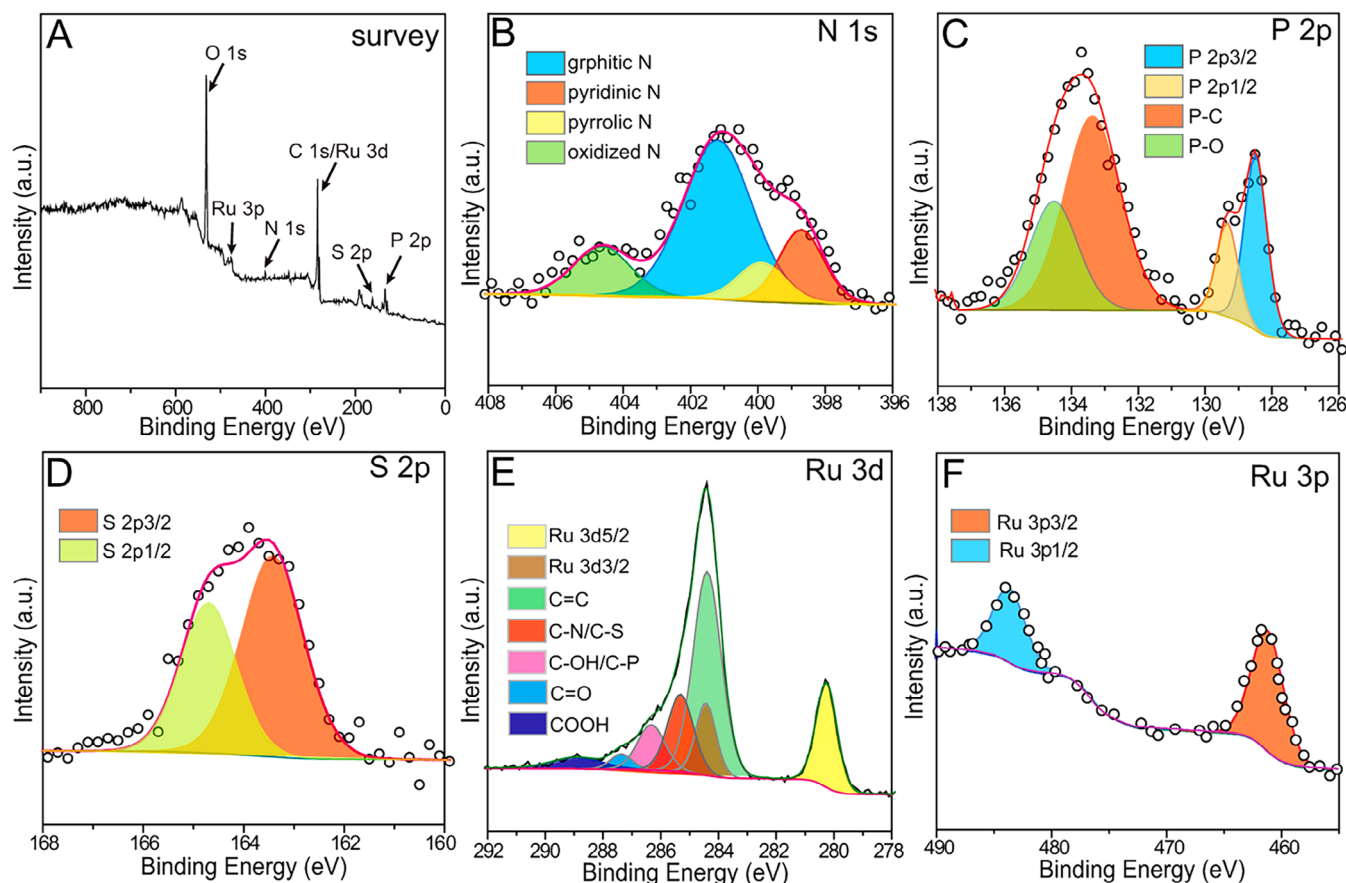 A
survey
O 1s
C 1s/Ru 3d
Ru 3p
N 1s
S 2p
P 2p
Intensity (a.u.)
800 600 400 200 0
Binding Energy (eV)
B
N 1s
grphitic N
pyridinic N
pyrrolic N
oxidized N
Intensity (a.u.)
408 406 404 402 400 398 396
Binding Energy (eV)
C
P 2p
P 2p3/2
P 2p1/2
P-C
P-O
Intensity (a.u.)
138 136 134 132 130 128 126
Binding Energy (eV)
D
S 2p
S 2p3/2
S 2p1/2
Intensity (a.u.)
168 166 164 162 160
Binding Energy (eV)
E
Ru 3d
Ru 3d5/2
Ru 3d3/2
C=C
C-N/C-S
C-OH/C-P
C=O
COOH
Intensity (a.u.)
292 290 288 286 284 282 280 278
Binding Energy (eV)
F
Ru 3p
Ru 3p3/2
Ru 3p1/2
Intensity (a.u.)
490 480 470 460
Binding Energy (eV)